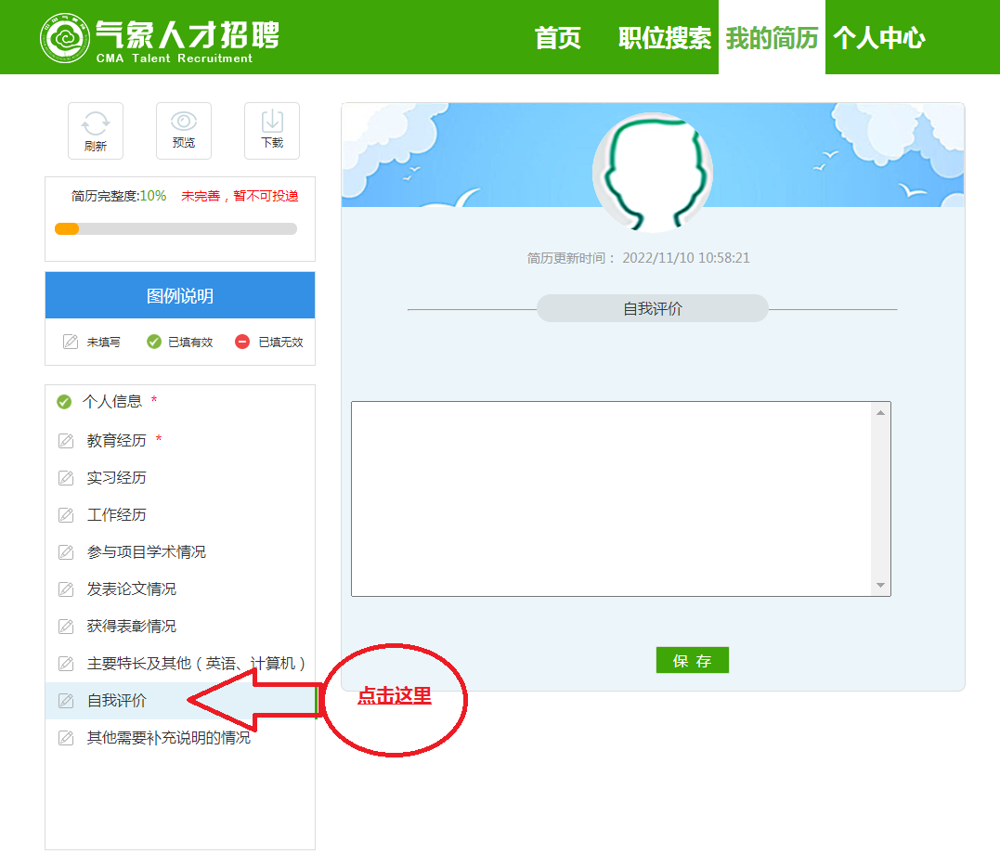 气象人才招聘
CMA Talent Recruitment
首页 职位搜索 我的简历 个人中心
刷新 预览 下载
简历完整度:10% 未完善，暂不可投递
图例说明
未填写 已填有效 已填无效
个人信息 *
教育经历 *
实习经历
工作经历
参与项目学术情况
发表论文情况
获得表彰情况
主要特长及其他（英语、计算机）
自我评价
其他需要补充说明的情况
简历更新时间： 2022/11/10 10:58:21
自我评价
保 存
点击这里